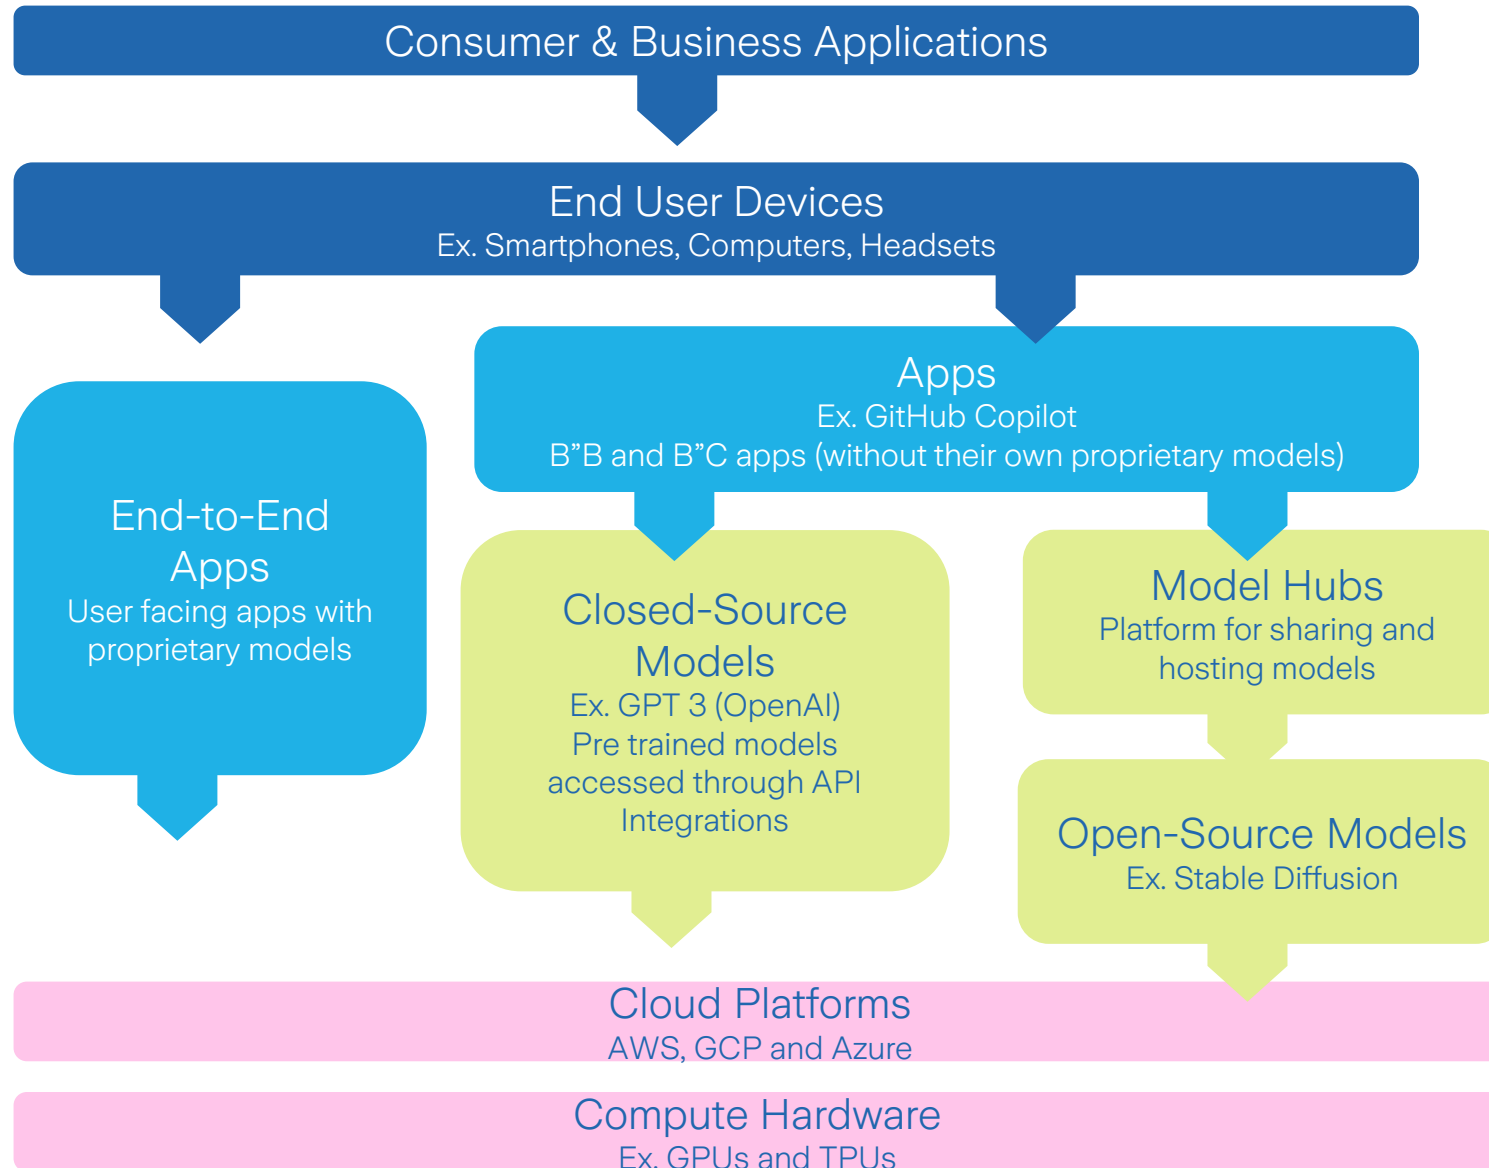 Consumer & Business Applications
End User Devices
Ex. Smartphones, Computers, Headsets
Apps
Ex. GitHub Copilot
B”B and B”C apps (without their own proprietary models)
End-to-End
Apps
User facing apps with
proprietary models
Closed-Source
Models
Ex. GPT 3 (OpenAI)
Pre trained models
accessed through API
Integrations
Model Hubs
Platform for sharing and
hosting models
Open-Source Models
Ex. Stable Diffusion
Cloud Platforms
AWS, GCP and Azure
Compute Hardware
Ex. GPUs and TPUs